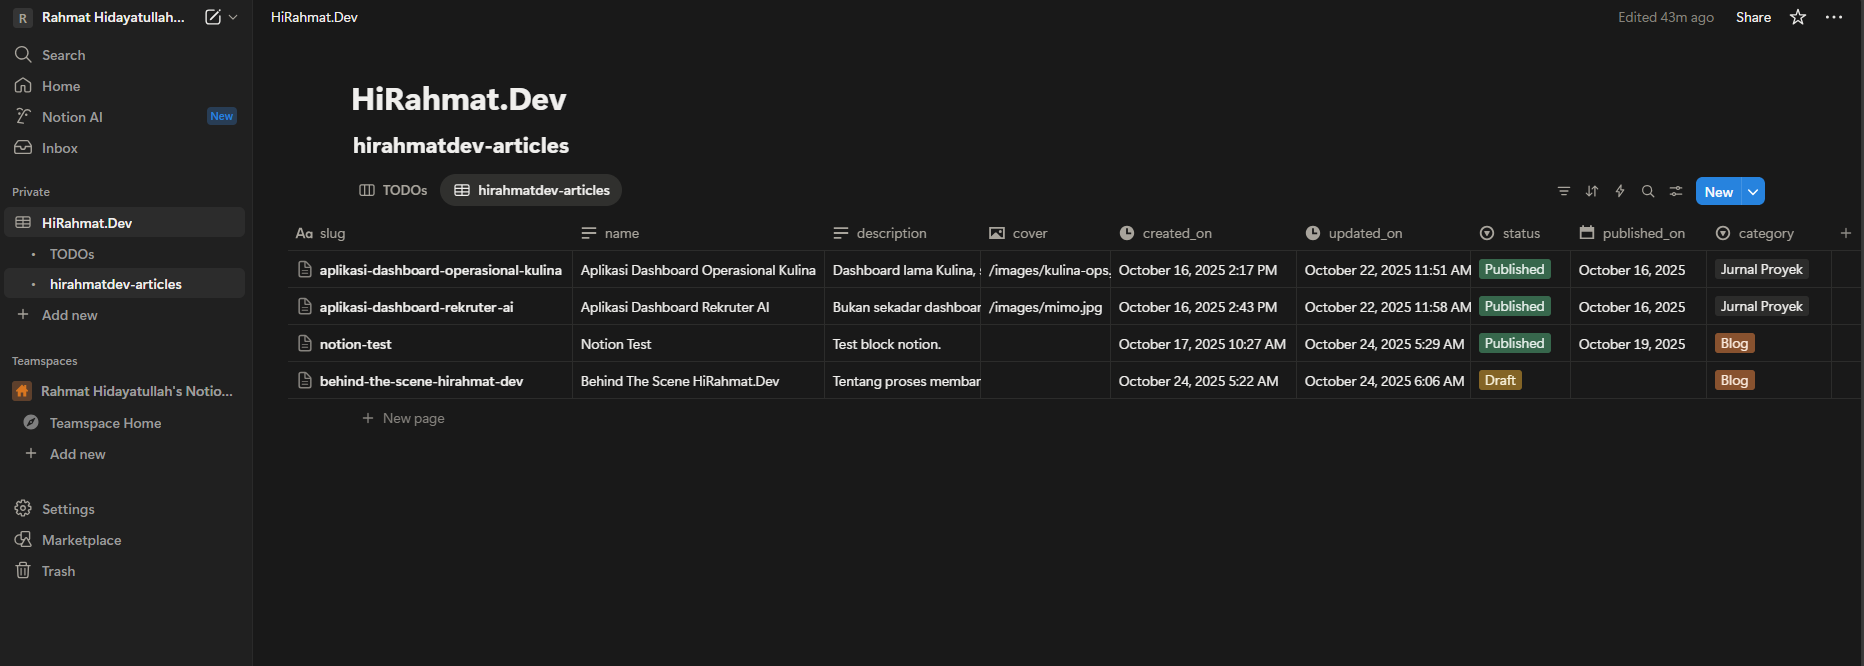 R Rahmat Hidayatullah...
Search
Home
Notion AI New
Inbox
Private
HiRahmat.Dev
TODOs
hirahmatdev-articles
Add new
Teamspaces
Rahmat Hidayatullah's Notio...
Teamspace Home
Add new
Settings
Marketplace
Trash
HiRahmat.Dev Edited 43m ago Share
HiRahmat.Dev
hirahmatdev-articles
TODOs hirahmatdev-articles New
Aa slug name description cover created_on updated_on status published_on category
aplikasi-dashboard-operasional-kulina Aplikasi Dashboard Operasional Kulina Dashboard lama Kulina, /images/kulina-ops. October 16, 2025 2:17 PM October 22, 2025 11:51 AM Published October 16, 2025 Jurnal Proyek
aplikasi-dashboard-rekruter-ai Aplikasi Dashboard Rekruter AI Bukan sekadar dashboar /images/mimo.jpg October 16, 2025 2:43 PM October 22, 2025 11:58 AM Published October 16, 2025 Jurnal Proyek
notion-test Notion Test Test block notion. October 17, 2025 10:27 AM October 24, 2025 5:29 AM Published October 19, 2025 Blog
behind-the-scene-hirahmat-dev Behind The Scene HiRahmat.Dev Tentang proses membar October 24, 2025 5:22 AM October 24, 2025 6:06 AM Draft Blog
New page